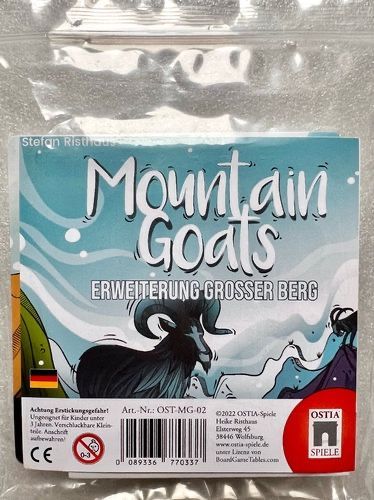 Stefan Risthaus
Mountain
Goats
ERWEITERUNG GROSSER BERG
Achtung Erstickungsgefahr!
Ungeeignet für Kinder unter
3 Jahren. Verschluckbare Klein-
teile. Anschrift
aufbewahren!
CE
0-3
Art.-Nr.: OST-MG-02
0 089336 770337
©2022 OSTIA-Spiele
Heike Risthaus
Elsterweg 45
38446 Wolfsburg
www.ostia-spiele.de
unter Lizenz von
BoardGameTables.com
OSTIA
SPIELE